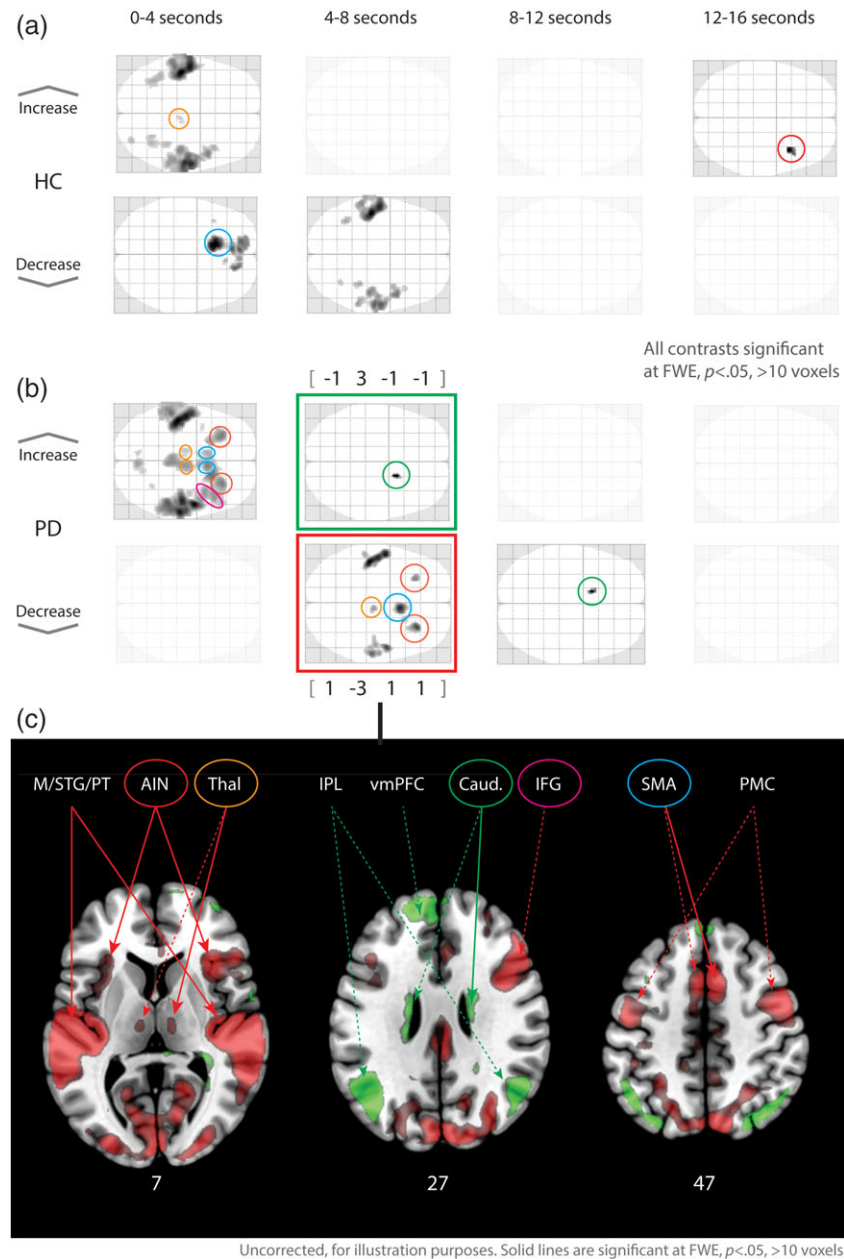 (a)
0-4 seconds 4-8 seconds 8-12 seconds 12-16 seconds
Increase
HC
Decrease
All contrasts significant
at FWE, p<.05, >10 voxels
(b)
[ -1 3 -1 -1 ]
Increase
PD
Decrease
[ 1 -3 1 1 ]
(c)
M/STG/PT AIN Thal IPL vmPFC Caud. IFG SMA PMC
7 27 47
Uncorrected, for illustration purposes. Solid lines are significant at FWE, p<.05, >10 voxels